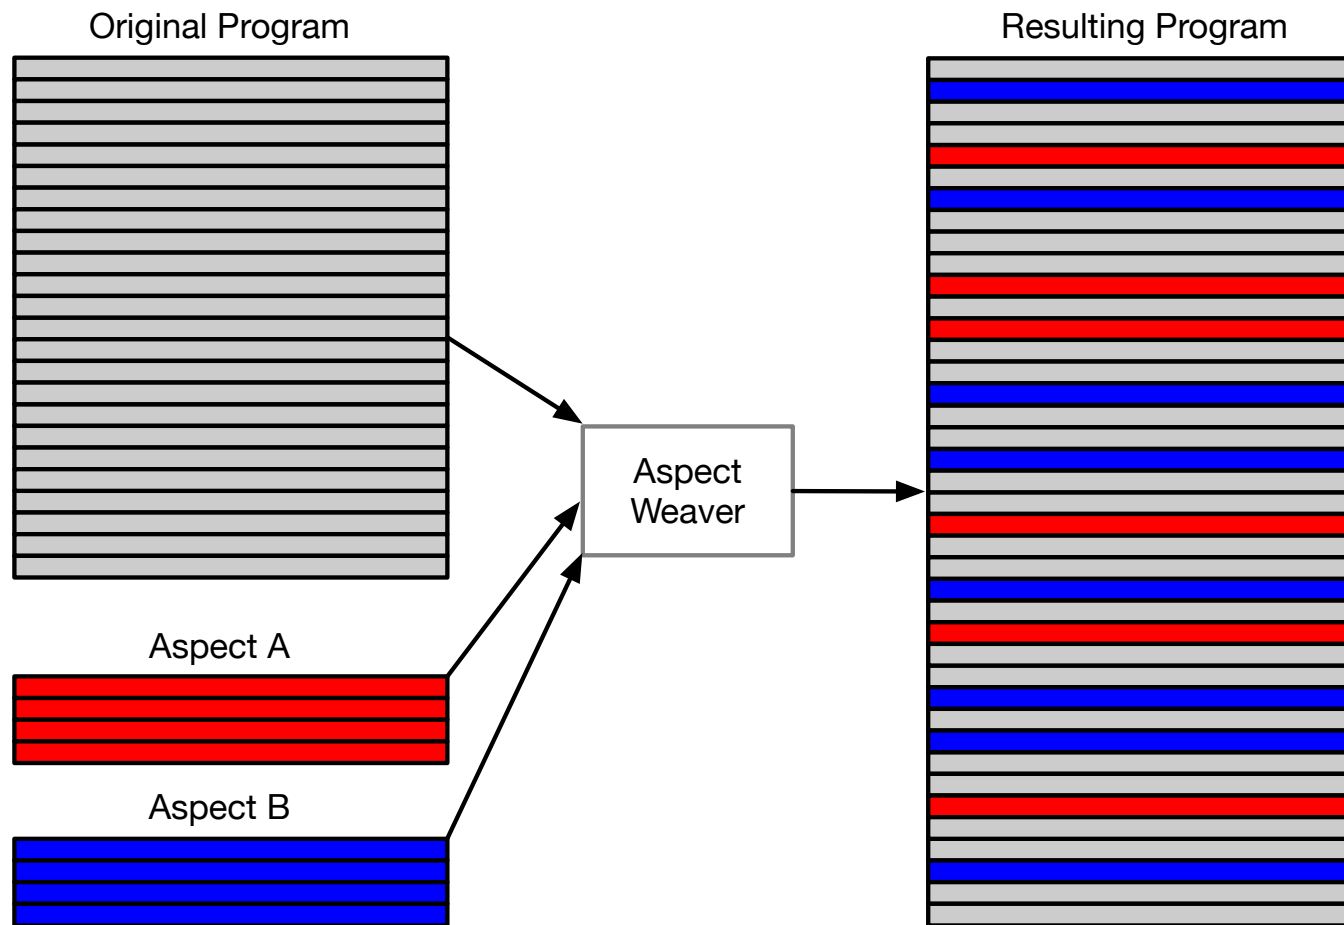 Original Program
Resulting Program
Aspect
Weaver
Aspect A
Aspect B